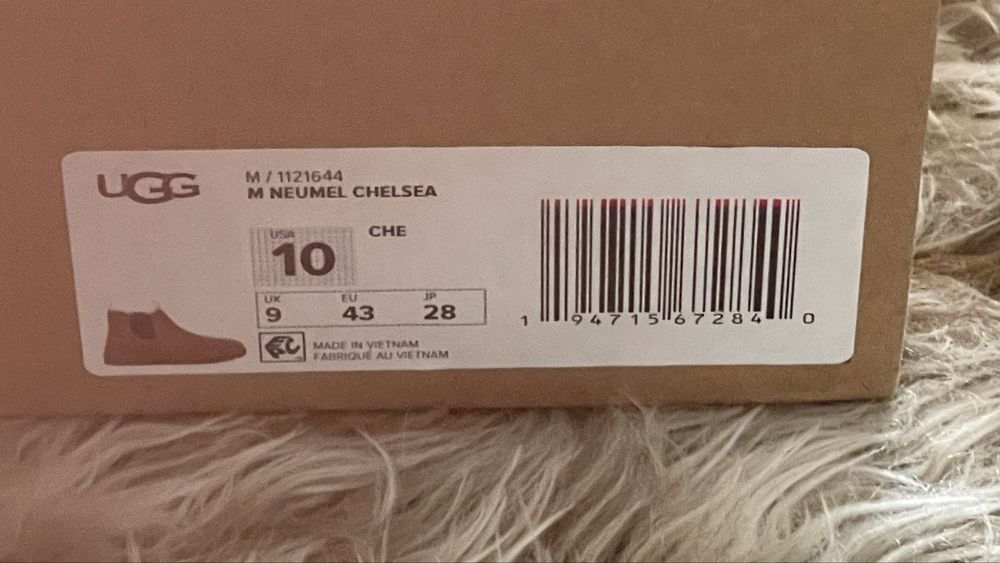 UGG
M / 1121644
M NEUMEL CHELSEA
USA
10
CHE
UK EU JP
9 43 28
MADE IN VIETNAM
FABRIQUÉ AU VIETNAM
1 94715 67284 0